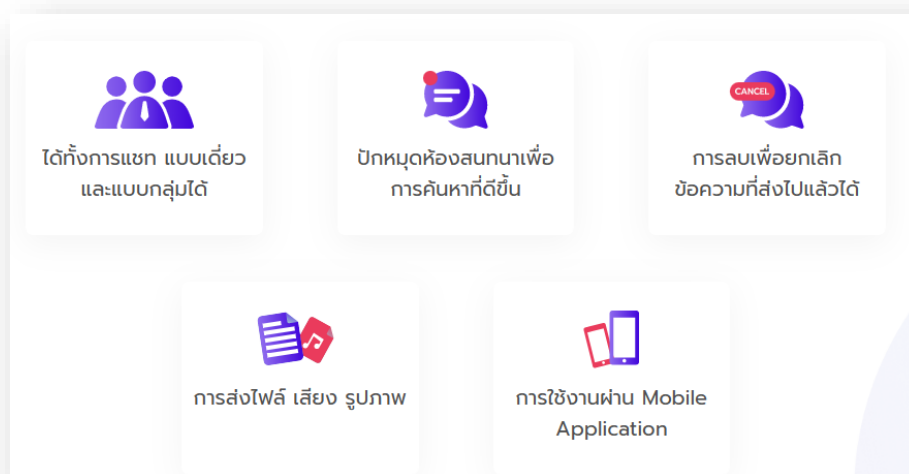 ได้ทั้งการแชท แบบเดี่ยว
และแบบกลุ่มได้
ปักหมุดห้องสนทนาเพื่อ
การค้นหาที่ดีขึ้น
CANCEL
การลบเพื่อยกเลิก
ข้อความที่ส่งไปแล้วได้
การส่งไฟล์ เสียง รูปภาพ
การใช้งานผ่าน Mobile
Application